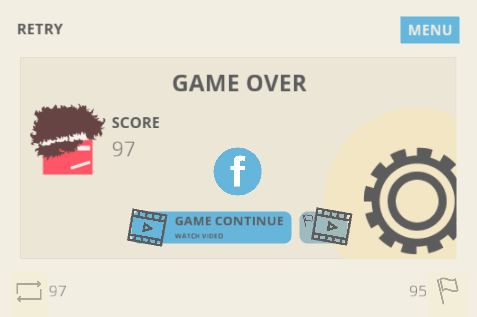 RETRY
MENU
GAME OVER
SCORE
97
f
GAME CONTINUE
WATCH VIDEO
97
95